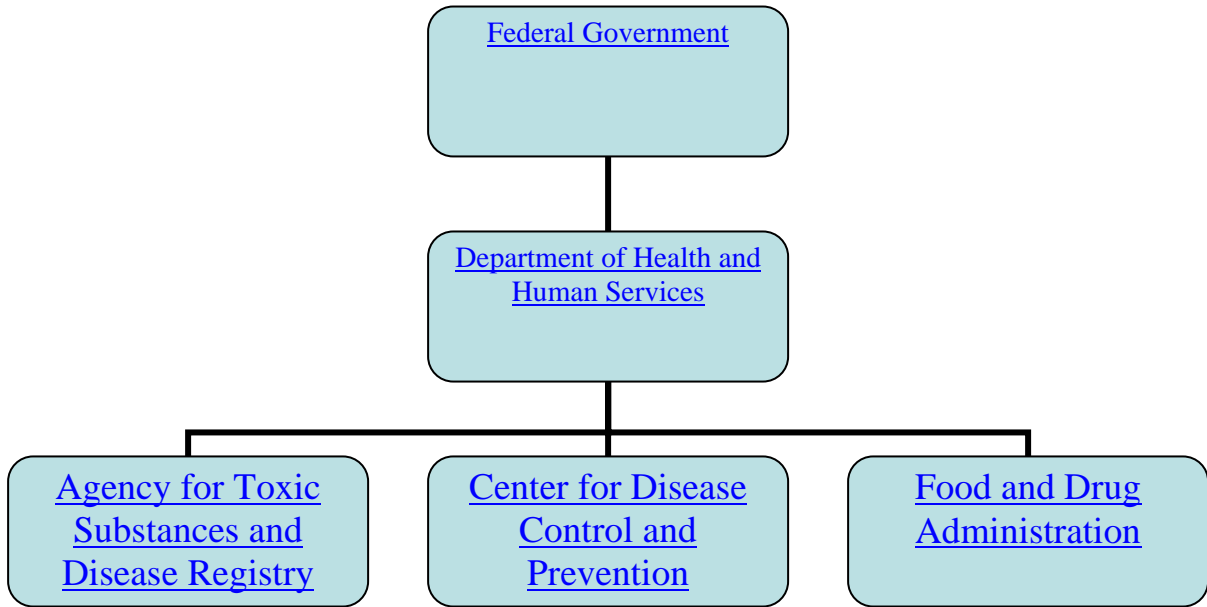 Federal Government
Department of Health and
Human Services
Agency for Toxic
Substances and
Disease Registry
Center for Disease
Control and
Prevention
Food and Drug
Administration